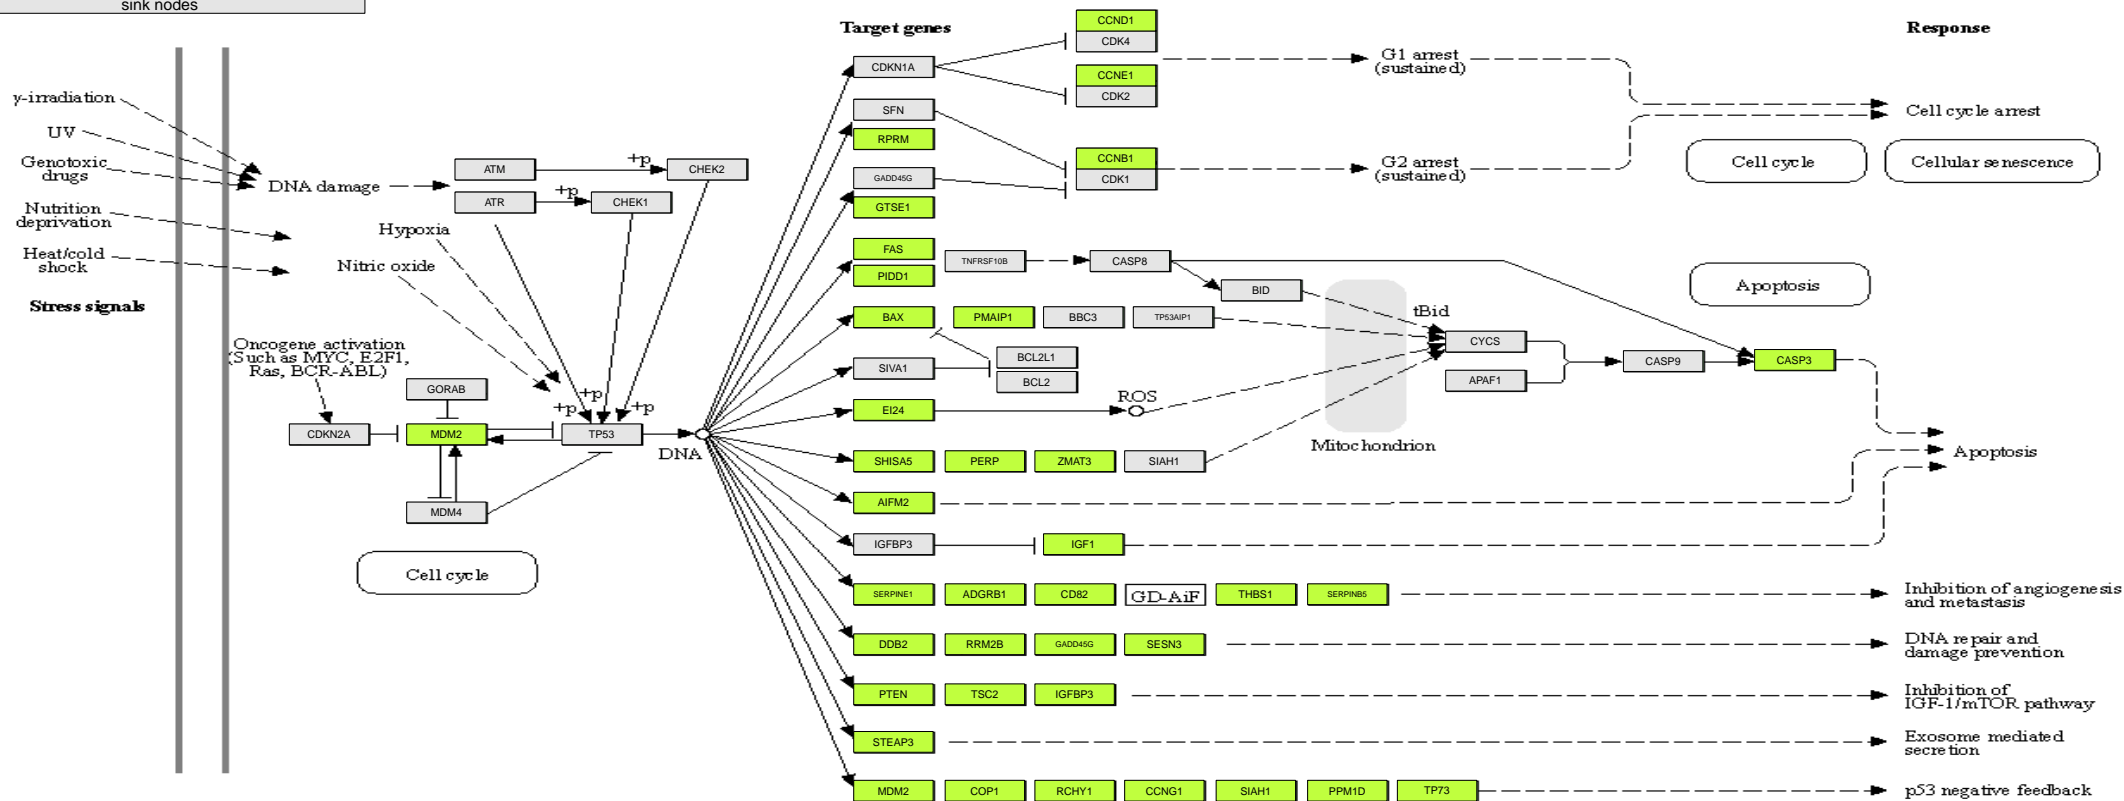 sink nodes
Target genes
Response
CCND1
CDK4
CDKN1A
G1 arrest
(sustained)
CCNE1
CDK2
γ-irradiation
SFN
Cell cycle arrest
UV
RPRM
Genotoxic
drugs
ATM
+p
CHEK2
CCNB1
CDK1
G2 arrest
(sustained)
Cell cycle
Cellular senescence
DNA damage
GADD45G
ATR
+p
CHEK1
GTSE1
Nutrition
deprivation
Hypoxia
FAS
Heat/cold
shock
Nitric oxide
TNFRSF10B
CASP8
PIDD1
BID
Apoptosis
Stress signals
BAX
PMAIP1
BBC3
TP53AIP1
tBid
Oncogene activation
(Such as MYC, E2F1,
Ras, BCR-ABL)
CYCS
BCL2L1
SIVA1
BCL2
CASP9
CASP3
APAF1
GORAB
+p
+p
+p
ROS
EI24
CDKN2A
MDM2
TP53
DNA
Mitochondrion
SHISA5
PERP
ZMAT3
SIAH1
Apoptosis
AIFM2
MDM4
IGFBP3
IGF1
Cell cycle
SERPINE1
ADGRB1
CD82
GD-AiF
THBS1
SERPINB5
Inhibition of angiogenesis
and metastasis
DDB2
RRM2B
GADD45G
SESN3
DNA repair and
damage prevention
PTEN
TSC2
IGFBP3
Inhibition of
IGF-1/mTOR pathway
STEAP3
Exosome mediated
secretion
MDM2
COP1
RCHY1
CCNG1
SIAH1
PPM1D
TP73
p53 negative feedback